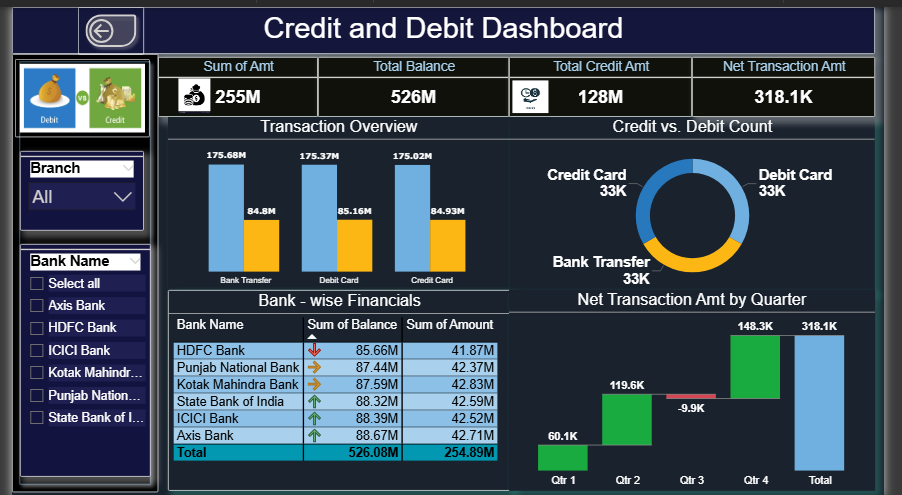 Credit and Debit Dashboard
Debit
VS
Credit
Branch
All
Bank Name
Select all
Axis Bank
HDFC Bank
ICICI Bank
Kotak Mahindr...
Punjab Nation...
State Bank of I...
Sum of Amt
Total Balance
Total Credit Amt
Net Transaction Amt
255M
526M
128M
318.1K
Transaction Overview
175.68M
84.8M
175.37M
85.16M
175.02M
84.93M
Bank Transfer
Debit Card
Credit Card
Credit vs. Debit Count
Credit Card
33K
Debit Card
33K
Bank Transfer
33K
Bank - wise Financials
Bank Name Sum of Balance Sum of Amount
HDFC Bank 85.66M 41.87M
Punjab National Bank 87.44M 42.37M
Kotak Mahindra Bank 87.59M 42.83M
State Bank of India 88.32M 42.59M
ICICI Bank 88.39M 42.52M
Axis Bank 88.67M 42.71M
Total 526.08M 254.89M
Net Transaction Amt by Quarter
60.1K
119.6K
-9.9K
148.3K
318.1K
Qtr 1 Qtr 2 Qtr 3 Qtr 4 Total